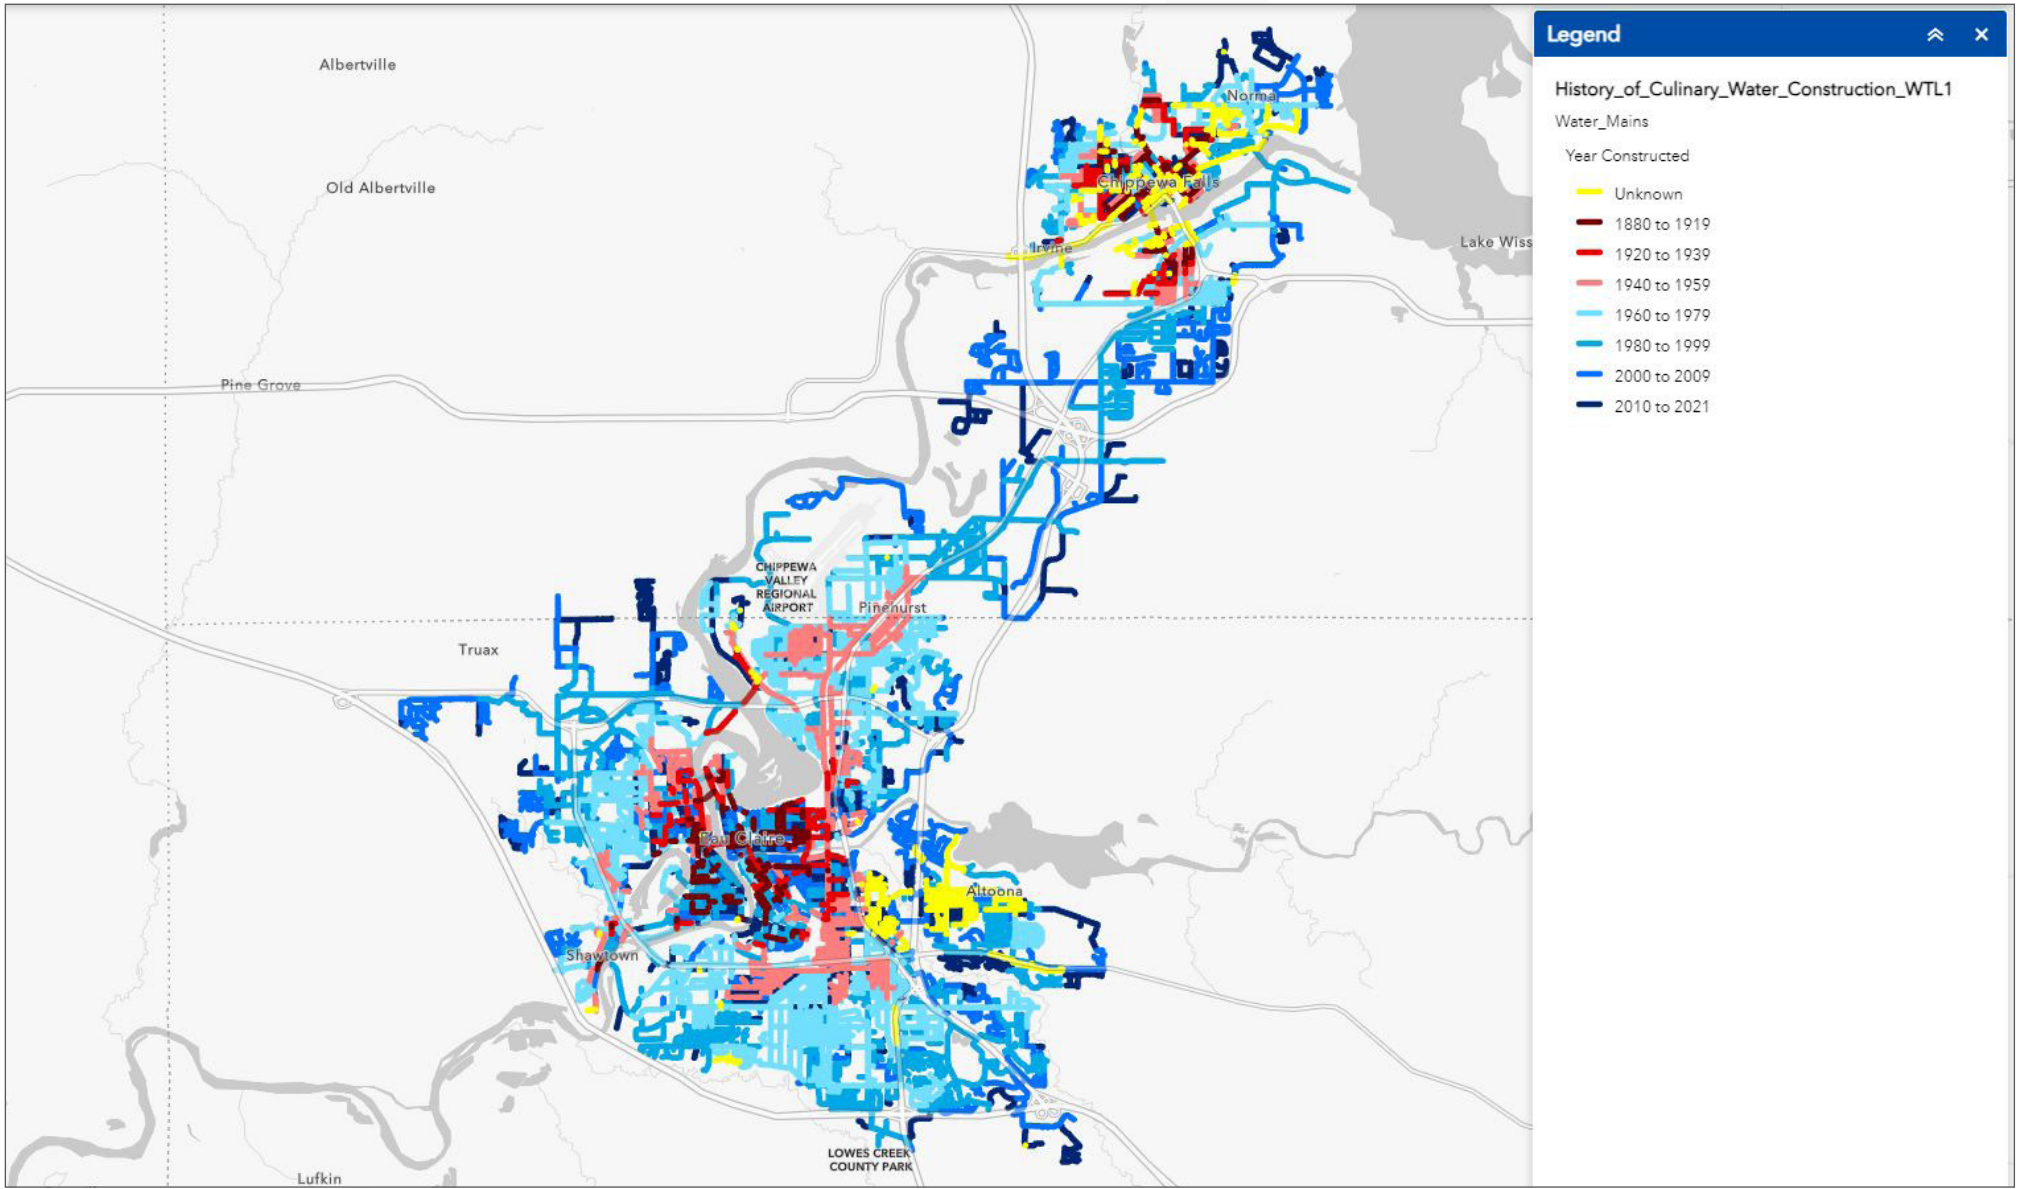 Legend
History_of_Culinary_Water_Construction_WTL1
Water_Mains
Year Constructed
Unknown
1880 to 1919
1920 to 1939
1940 to 1959
1960 to 1979
1980 to 1999
2000 to 2009
2010 to 2021
Albertville
Norma
Old Albertville
Chippewa Falls
Irvine
Lake Wiss
Pine Grove
CHIPPEWA
VALLEY
REGIONAL
AIRPORT
Pinehurst
Truax
Eau Claire
Altoona
Shawtown
LOWES CREEK
COUNTY PARK
Lufkin